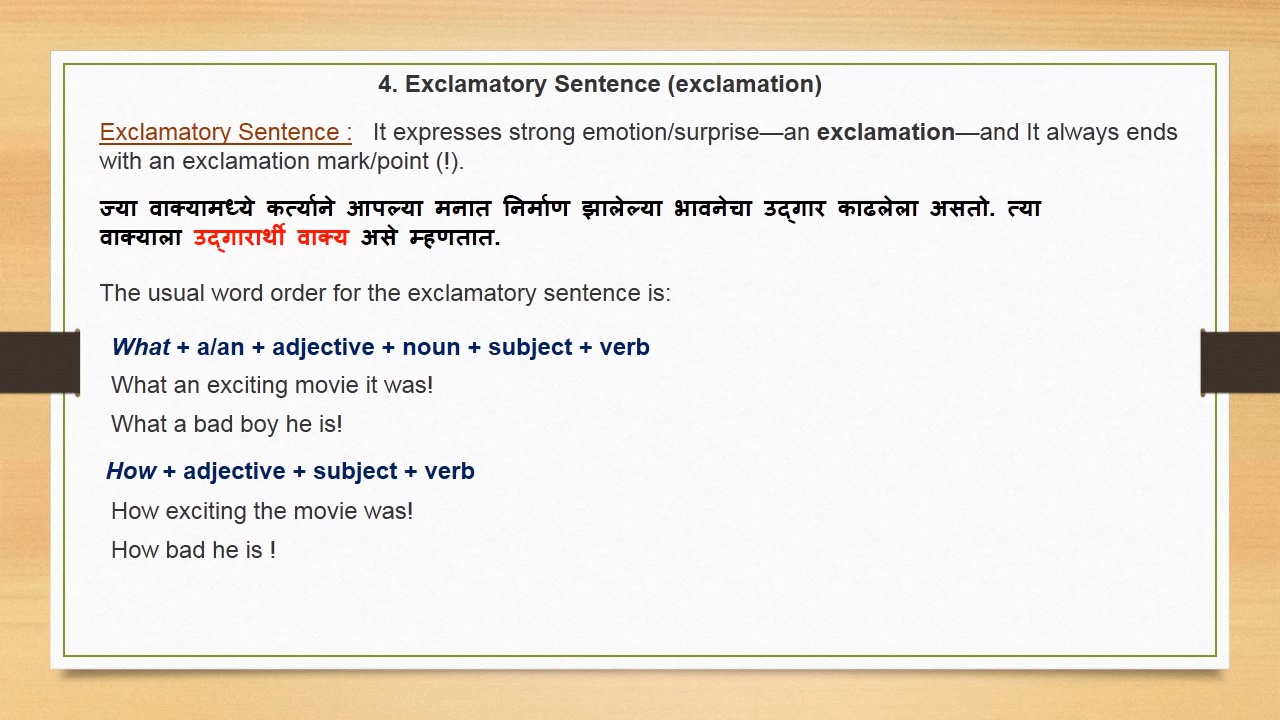 4. Exclamatory Sentence (exclamation)
Exclamatory Sentence : It expresses strong emotion/surprise—an exclamation—and It always ends
with an exclamation mark/point (!).
ज्या वाक्यामध्ये कर्त्याने आपल्या मनात निर्माण झालेल्या भावनेचा उद्‌गार काढलेला असतो. त्या
वाक्याला उद्‌गारार्थी वाक्य असे म्हणतात.
The usual word order for the exclamatory sentence is:
What + a/an + adjective + noun + subject + verb
What an exciting movie it was!
What a bad boy he is!
How + adjective + subject + verb
How exciting the movie was!
How bad he is !